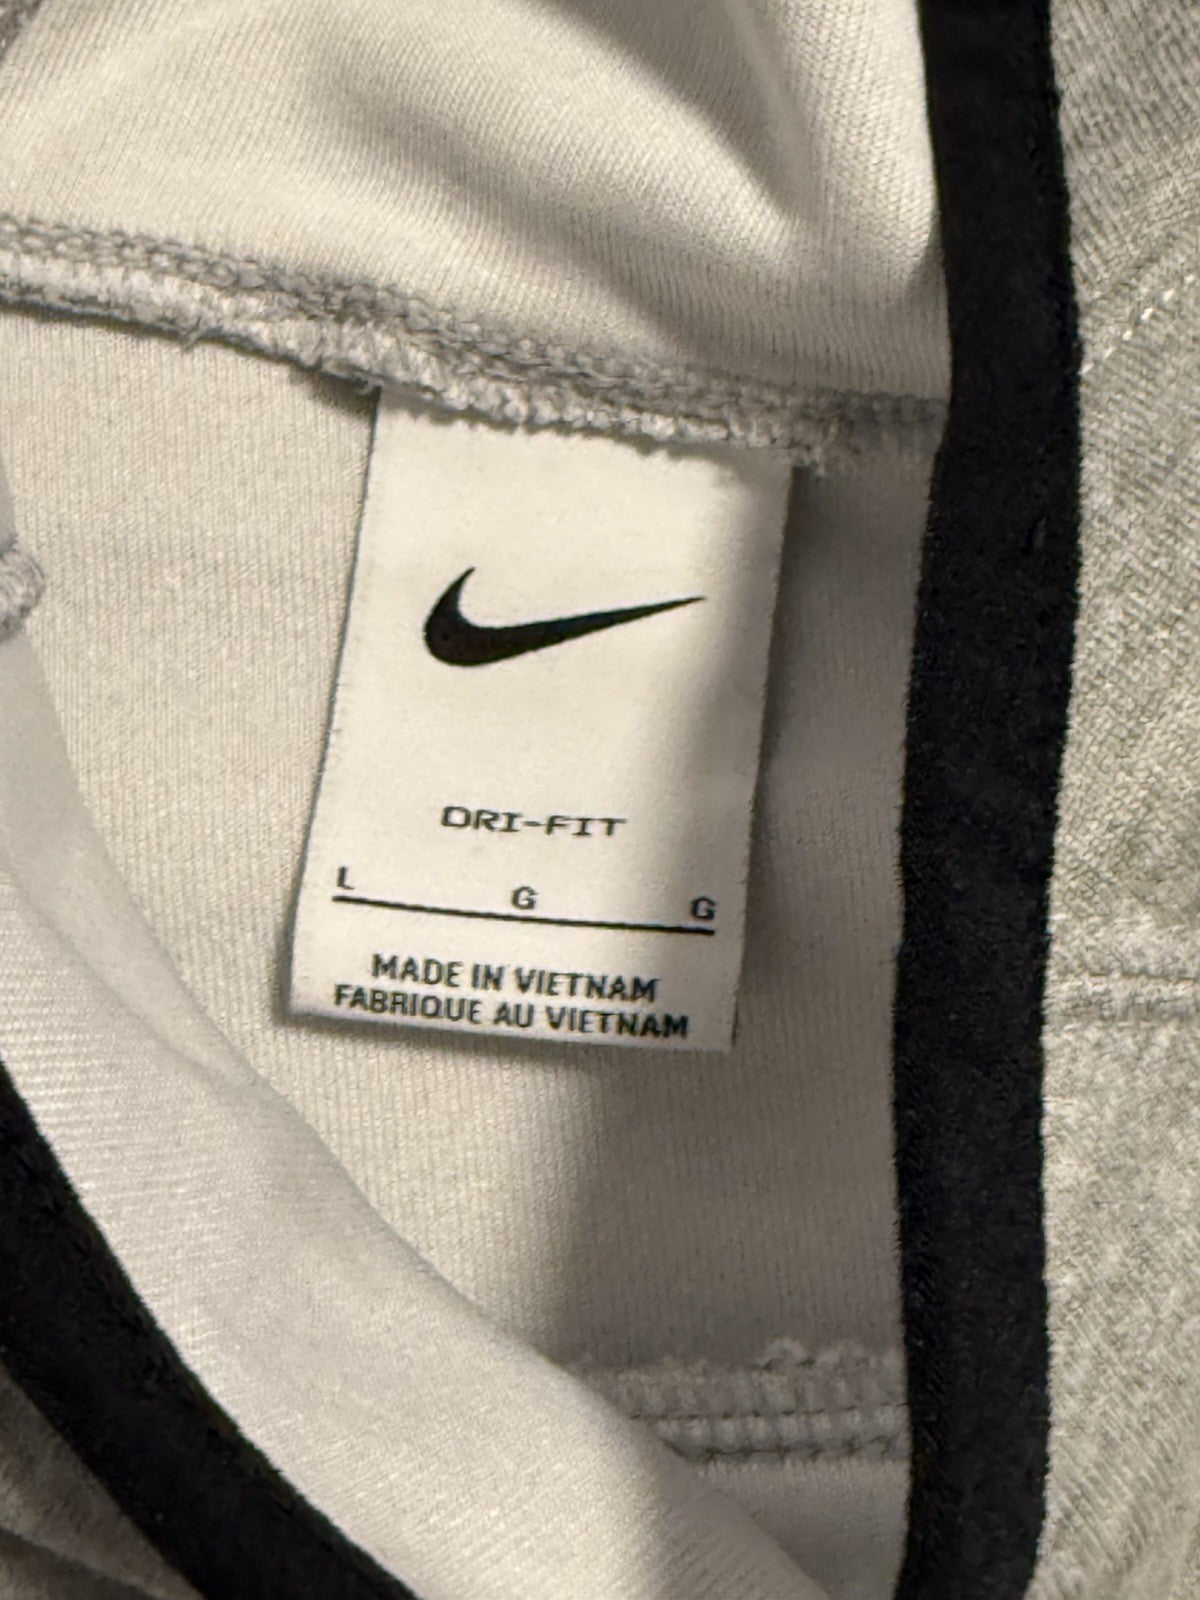 DRI-FIT
L G G
MADE IN VIETNAM
FABRIQUE AU VIETNAM